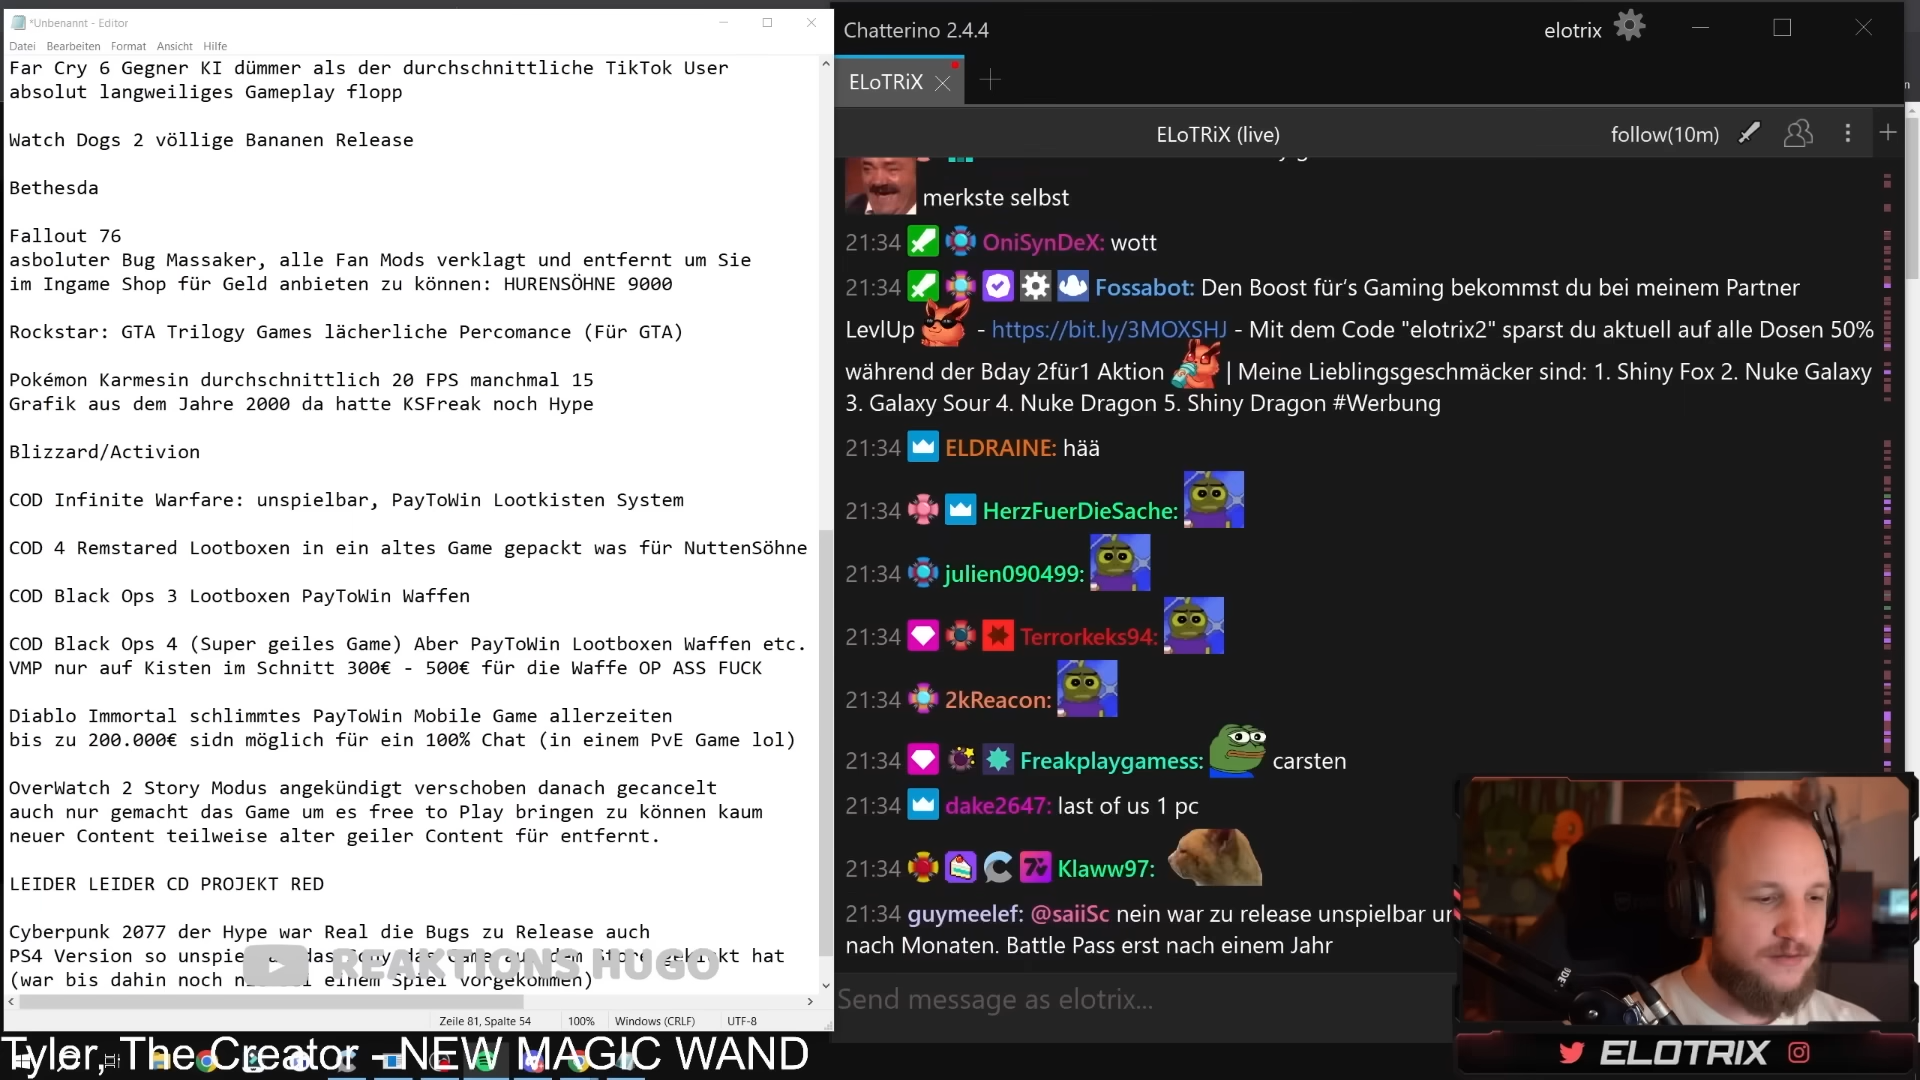 *Unbenannt - Editor
Datei Bearbeiten Format Ansicht Hilfe
Far Cry 6 Gegner KI dümmer als der durchschnittliche TikTok User
absolut langweiliges Gameplay flopp
Watch Dogs 2 völlige Bananen Release
Bethesda
Fallout 76
asboluter Bug Massaker, alle Fan Mods verklagt und entfernt um Sie
im Ingame Shop für Geld anbieten zu können: HURENSÖHNE 9000
Rockstar: GTA Trilogy Games lächerliche Percomance (Für GTA)
Pokémon Karmesin durchschnittlich 20 FPS manchmal 15
Grafik aus dem Jahre 2000 da hatte KSFreak noch Hype
Blizzard/Activion
COD Infinite Warfare: unspielbar, PayToWin Lootkisten System
COD 4 Remstared Lootboxen in ein altes Game gepackt was für NuttenSöhne
COD Black Ops 3 Lootboxen PayToWin Waffen
COD Black Ops 4 (Super geiles Game) Aber PayToWin Lootboxen Waffen etc.
VMP nur auf Kisten im Schnitt 300€ - 500€ für die Waffe OP ASS FUCK
Diablo Immortal schlimmtes PayToWin Mobile Game allerzeiten
bis zu 200.000€ sidn möglich für ein 100% Chat (in einem PvE Game lol)
OverWatch 2 Story Modus angekündigt verschoben danach gecancelt
auch nur gemacht das Game um es free to Play bringen zu können kaum
neuer Content teilweise alter geiler Content für entfernt.
LEIDER LEIDER CD PROJEKT RED
Cyberpunk 2077 der Hype war Real die Bugs zu Release auch
PS4 Version so das Sony das Game aus dem Store hat
(war bis dahin noch einem Spiel vorgekommen)
REAKTIONS HUGO
Zeile 81, Spalte 54 100% Windows (CRLF) UTF-8
Tyler, The Creator - NEW MAGIC WAND
Chatterino 2.4.4
elotrix
ELoTRiX
ELoTRiX (live)
follow(10m)
merkste selbst
21:34 OniSynDeX: wott
21:34 Fossabot: Den Boost für's Gaming bekommst du bei meinem Partner
LevlUp - https://bit.ly/3MOXSHJ - Mit dem Code "elotrix2" sparst du aktuell auf alle Dosen 50%
während der Bday 2für1 Aktion | Meine Lieblingsgeschmäcker sind: 1. Shiny Fox 2. Nuke Galaxy
3. Galaxy Sour 4. Nuke Dragon 5. Shiny Dragon #Werbung
21:34 ELDRAINE: hää
21:34 HerzFuerDieSache:
21:34 julien090499:
21:34 Terrorkeks94:
21:34 2kReacon:
21:34 Freakplaygamess: carsten
21:34 dake2647: last of us 1 pc
21:34 Klaww97:
21:34 guymeelef: @saiiSc nein war zu release unspielbar
nach Monaten. Battle Pass erst nach einem Jahr
Send message as elotrix...
ELOTRIX